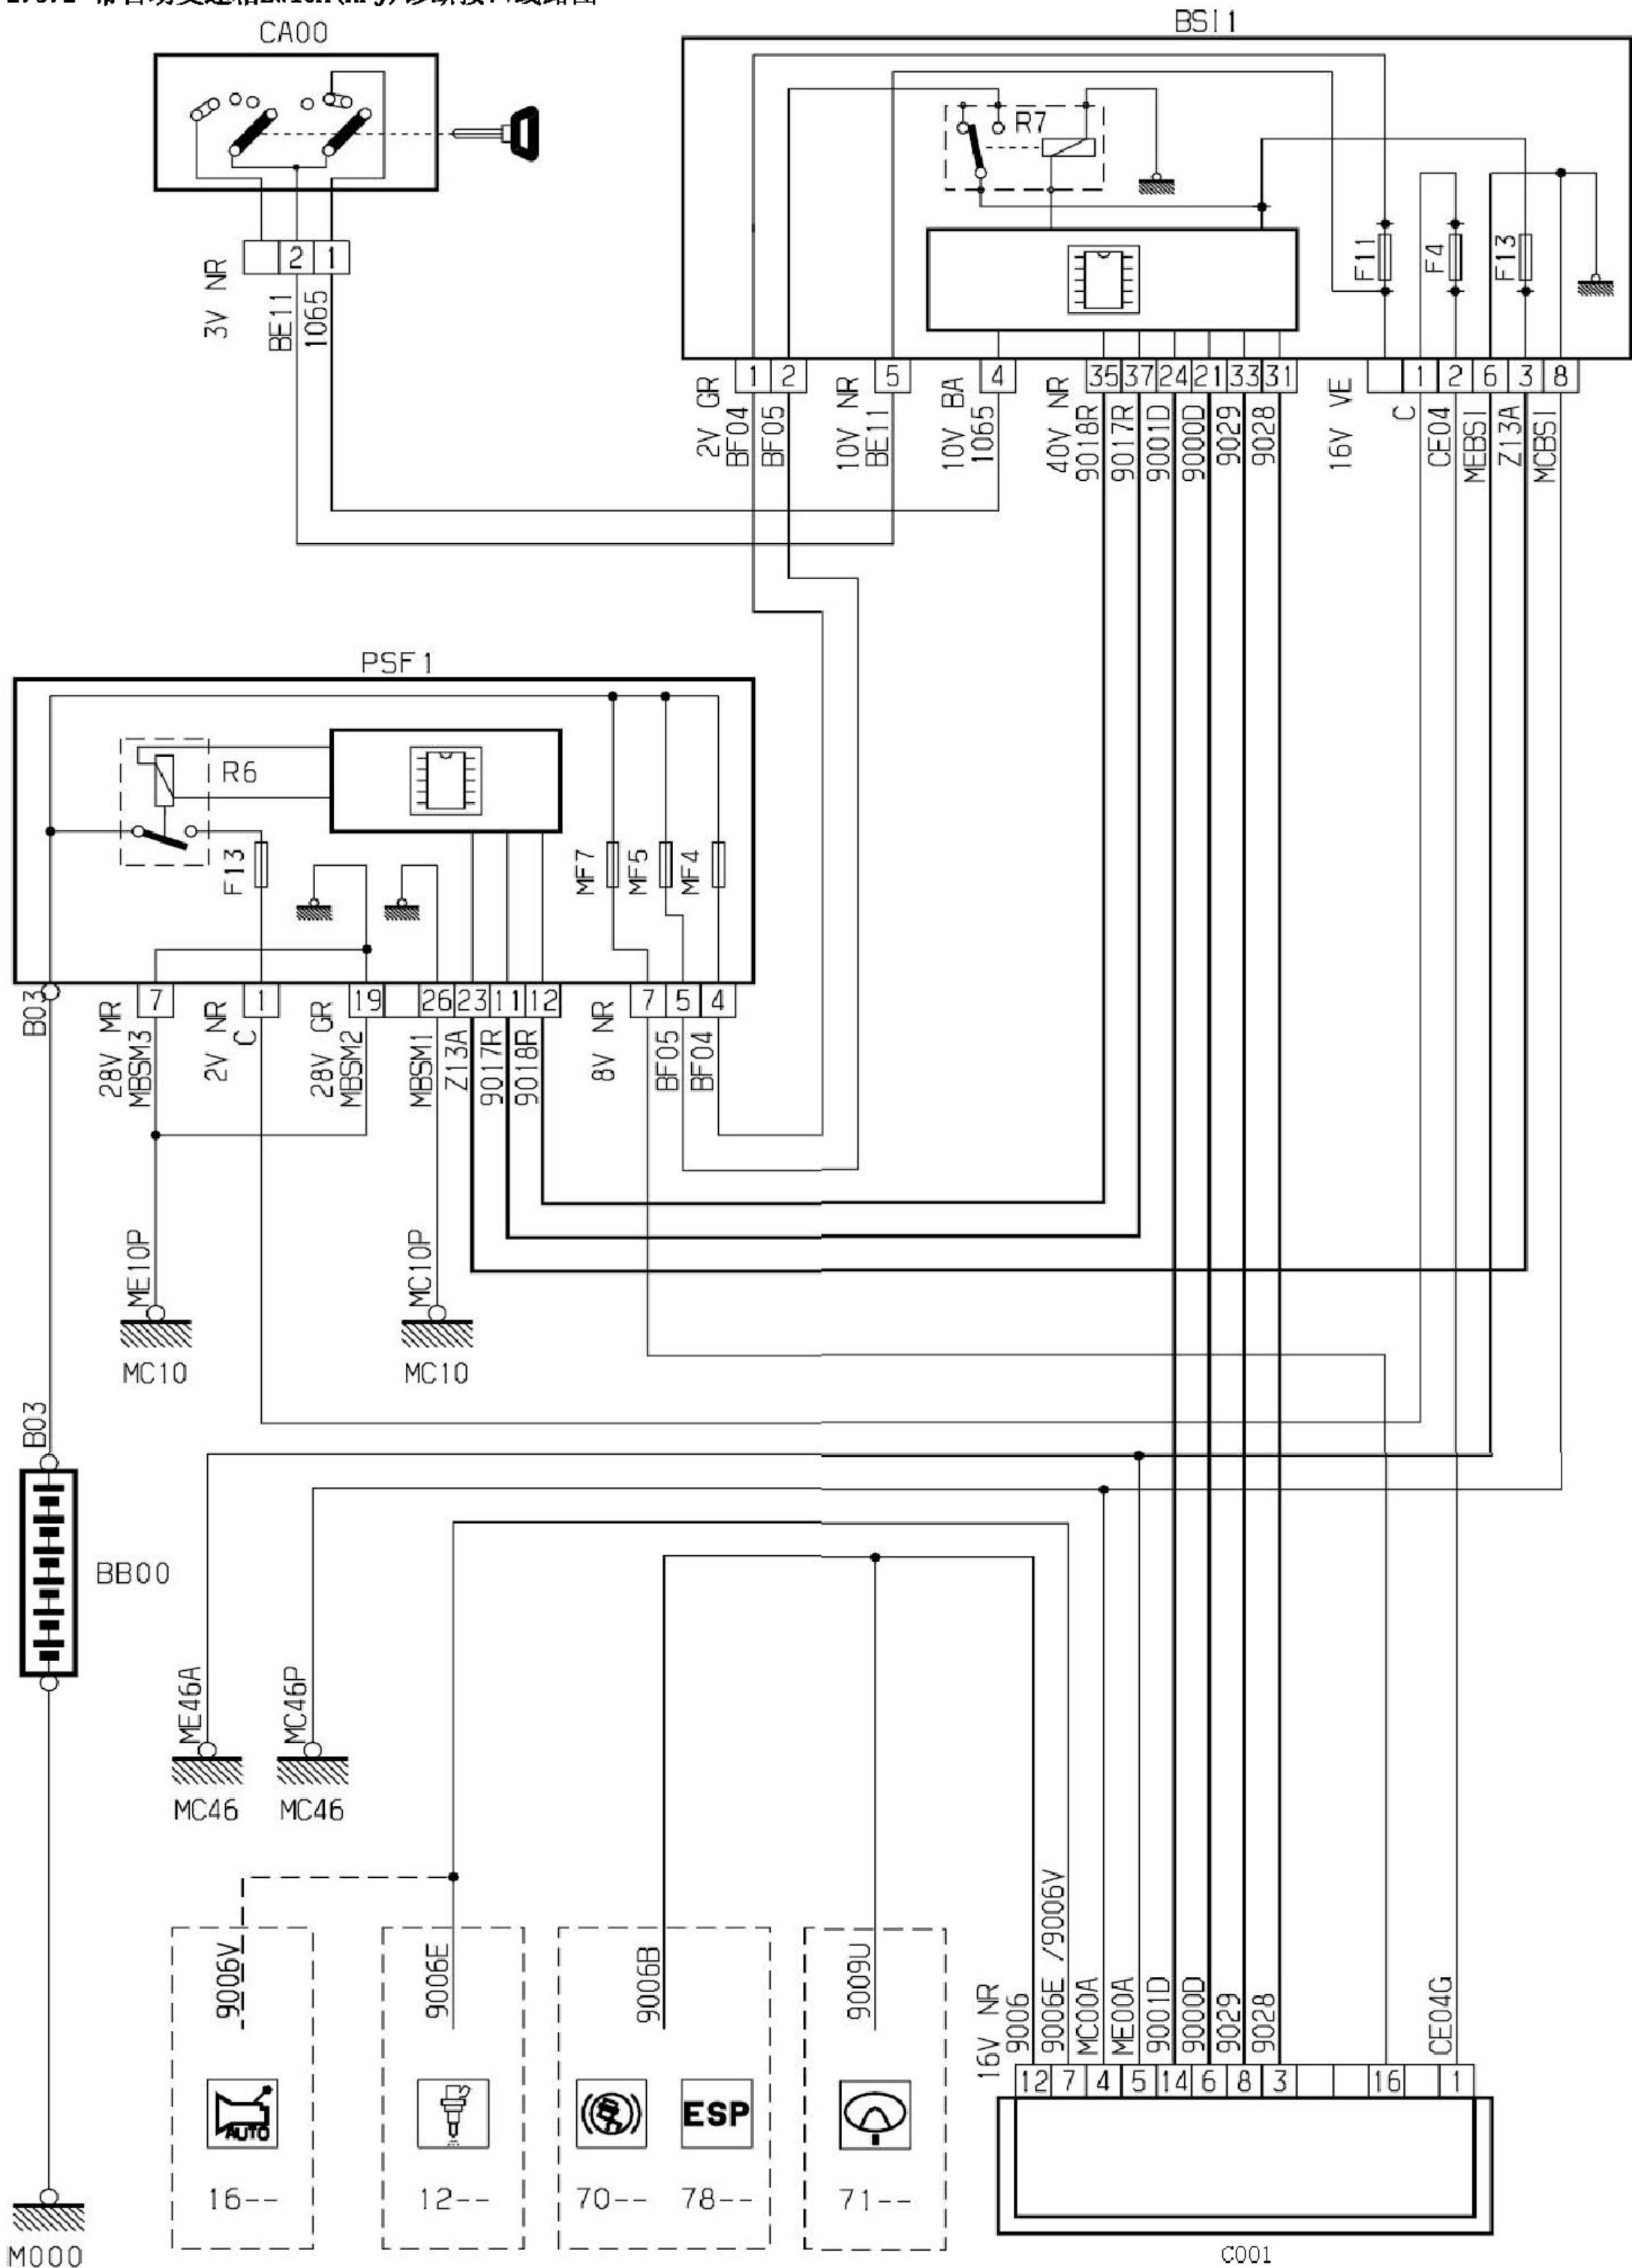 CA00
BSI1
R7
F11
F4
F13
2 1
3V NR
BE11
1065
1 2 5 4 35 37 24 21 33 31 1 2 6 3 8
2V GR
BF04
BF05
10V NR
BE11
10V BA
1065
40V NR
9018R
9017R
9001D
9000D
9029
9028
16V VE
C
CE04
MEBSI
Z13A
MCBSI
PSF1
R6
F13
MF7
MF5
MF4
B03
7 1 19 26 23 11 12 7 5 4
28V MR
MBSM3
2V NR
C
28V GR
MBSM2
MBSM1
Z13A
9017R
9018R
8V NR
BF05
BF04
ME10P
MC10P
MC10
MC10
B03
BB00
ME46A
MC46P
MC46
MC46
9006V
9006E
9006B
9009U
16V NR
9006
9006E /9006V
MC00A
ME00A
9001D
9000D
9029
9028
CE04G
12 7 4 5 14 6 8 3 16 1
AUTO
ESP
16--
12--
70--
78--
71--
M000
C001